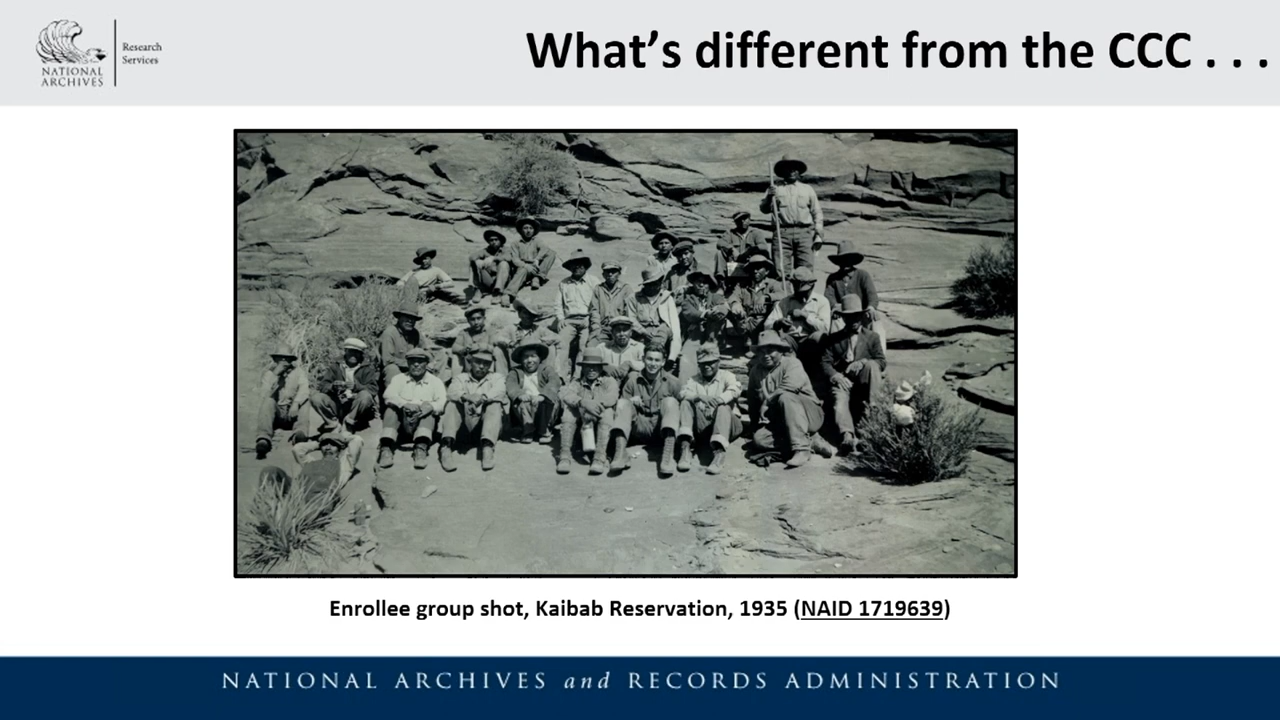 NATIONAL
ARCHIVES
Research
Services
What's different from the CCC . . .
Enrollee group shot, Kaibab Reservation, 1935 (NAID 1719639)
NATIONAL ARCHIVES and RECORDS ADMINISTRATION